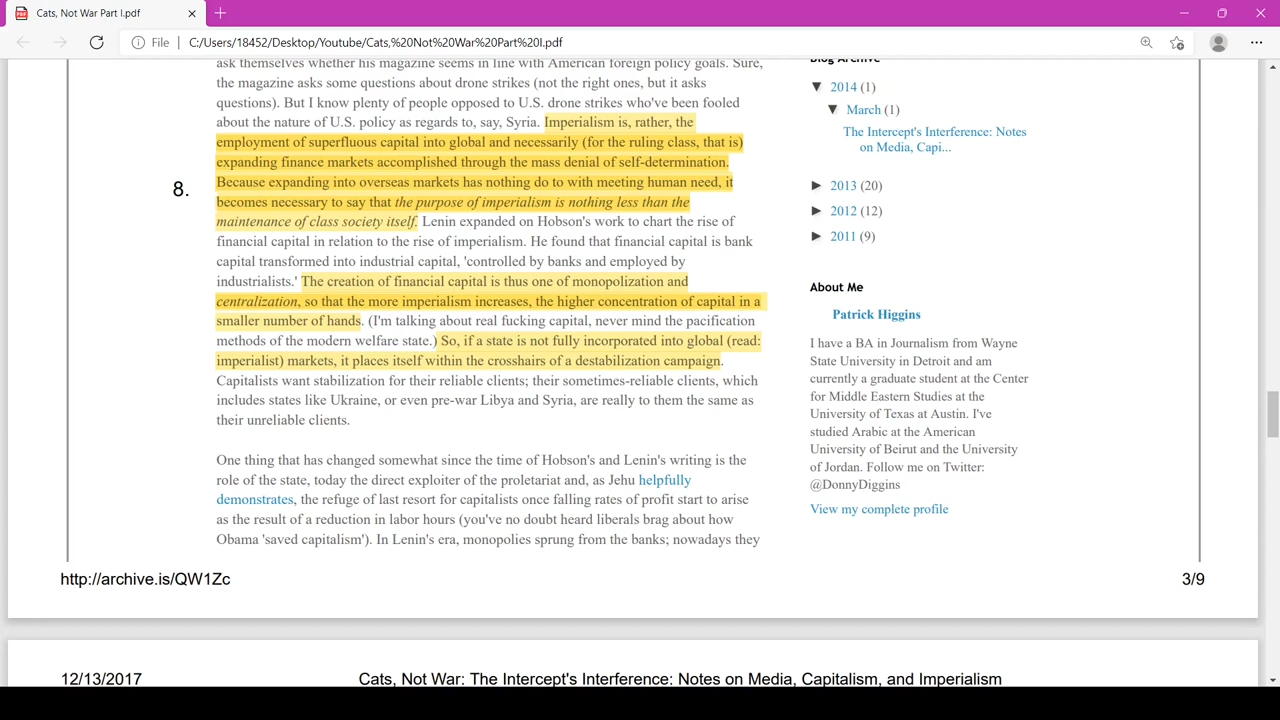 Cats, Not War Part I.pdf
File
C:/Users/18452/Desktop/Youtube/Cats,%20Not%20War%20Part%20I.pdf
ask themselves whether his magazine seems in line with American foreign policy goals. Sure,
the magazine asks some questions about drone strikes (not the right ones, but it asks
questions). But I know plenty of people opposed to U.S. drone strikes who've been fooled
about the nature of U.S. policy as regards to, say, Syria. Imperialism is, rather, the
employment of superfluous capital into global and necessarily (for the ruling class, that is)
expanding finance markets accomplished through the mass denial of self-determination.
8.
Because expanding into overseas markets has nothing do to with meeting human need, it
becomes necessary to say that the purpose of imperialism is nothing less than the
maintenance of class society itself. Lenin expanded on Hobson's work to chart the rise of
financial capital in relation to the rise of imperialism. He found that financial capital is bank
capital transformed into industrial capital, 'controlled by banks and employed by
industrialists.' The creation of financial capital is thus one of monopolization and
centralization, so that the more imperialism increases, the higher concentration of capital in a
smaller number of hands. (I'm talking about real fucking capital, never mind the pacification
methods of the modern welfare state.) So, if a state is not fully incorporated into global (read:
imperialist) markets, it places itself within the crosshairs of a destabilization campaign.
Capitalists want stabilization for their reliable clients; their sometimes-reliable clients, which
includes states like Ukraine, or even pre-war Libya and Syria, are really to them the same as
their unreliable clients.
One thing that has changed somewhat since the time of Hobson's and Lenin's writing is the
role of the state, today the direct exploiter of the proletariat and, as Jehu helpfully
demonstrates, the refuge of last resort for capitalists once falling rates of profit start to arise
as the result of a reduction in labor hours (you've no doubt heard liberals brag about how
Obama 'saved capitalism'). In Lenin's era, monopolies sprung from the banks; nowadays they
Blog Archive
▼ 2014 (1)
▼ March (1)
The Intercept's Interference: Notes
on Media, Capi...
► 2013 (20)
► 2012 (12)
► 2011 (9)
About Me
Patrick Higgins
I have a BA in Journalism from Wayne
State University in Detroit and am
currently a graduate student at the Center
for Middle Eastern Studies at the
University of Texas at Austin. I've
studied Arabic at the American
University of Beirut and the University
of Jordan. Follow me on Twitter:
@DonnyDiggins
View my complete profile
http://archive.is/QW1Zc
3/9
12/13/2017
Cats, Not War: The Intercept's Interference: Notes on Media, Capitalism, and Imperialism